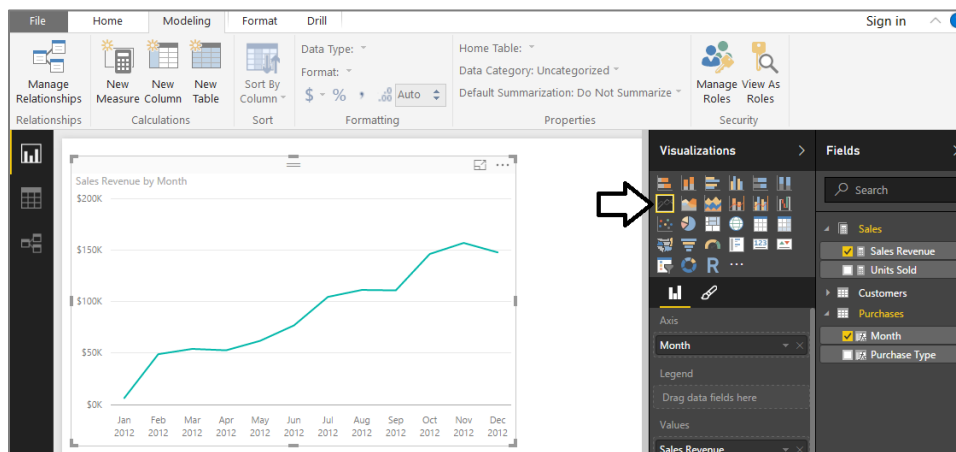 File Home Modeling Format Drill Sign in
Manage Relationships
New Measure
New Column
New Table
Sort By Column
Data Type:
Format:
$ % , .00 Auto
Home Table:
Data Category: Uncategorized
Default Summarization: Do Not Summarize
Manage Roles
View As Roles
Relationships Calculations Sort Formatting Properties Security
Sales Revenue by Month
$200K
$150K
$100K
$50K
$0K
Jan Feb Mar Apr May Jun Jul Aug Sep Oct Nov Dec
2012 2012 2012 2012 2012 2012 2012 2012 2012 2012 2012 2012
Visualizations
123
R
Axis
Month
Legend
Drag data fields here
Values
Sales Revenue
Fields
Search
Sales
Sales Revenue
Units Sold
Customers
Purchases
Month
Purchase Type